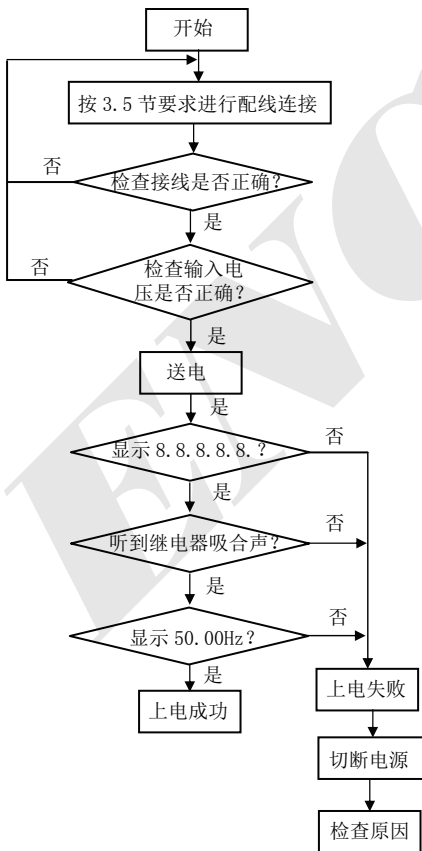 开始
按 3.5 节要求进行配线连接
否
检查接线是否正确？
是
否
检查输入电
压是否正确？
是
送电
是
显示 8.8.8.8.8.？
否
是
听到继电器吸合声？
否
是
显示 50.00Hz？
否
是
上电成功
上电失败
切断电源
检查原因
ENC